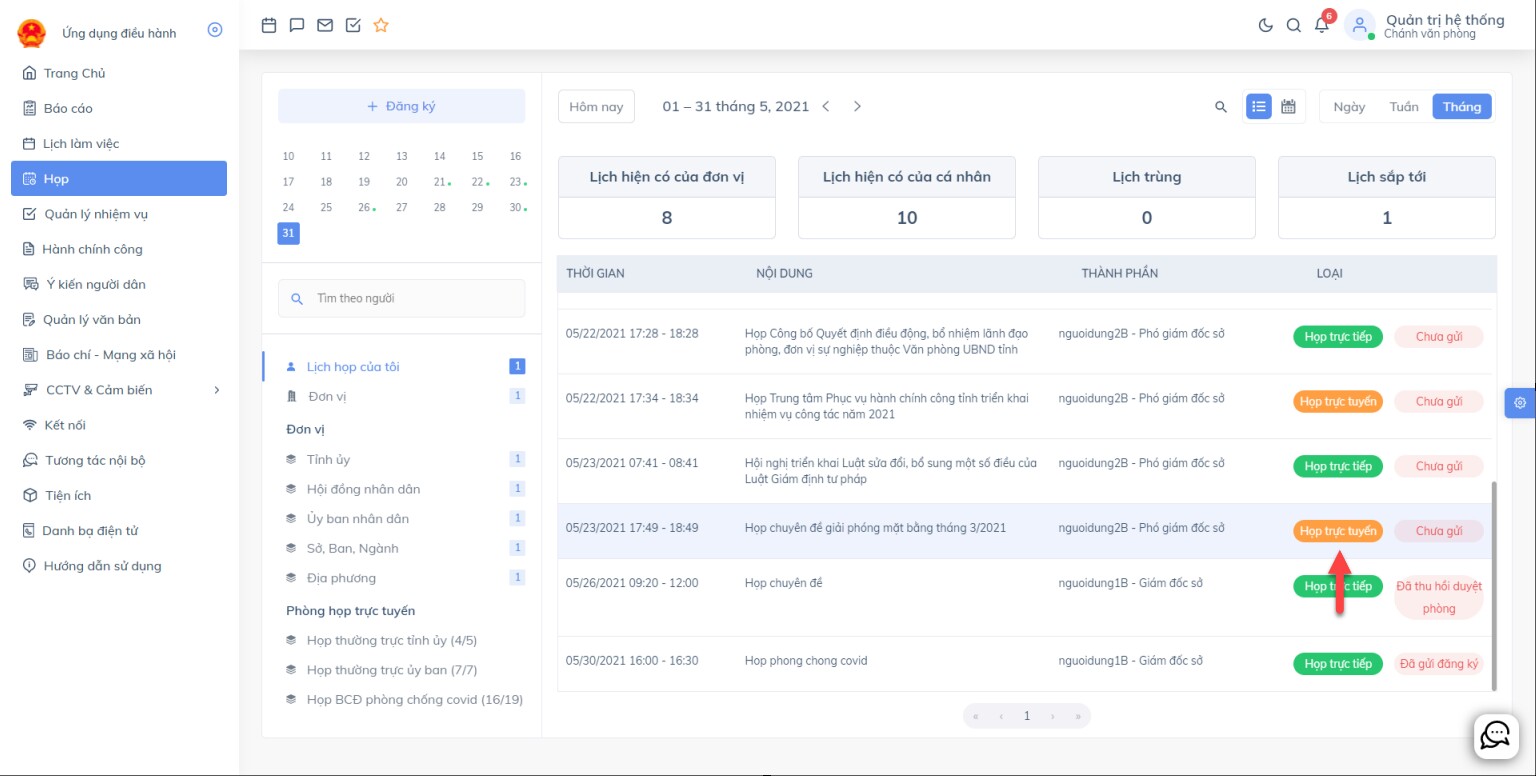 Ứng dụng điều hành
Trang Chủ
Báo cáo
Lịch làm việc
Họp
Quản lý nhiệm vụ
Hành chính công
Ý kiến người dân
Quản lý văn bản
Báo chí - Mạng xã hội
CCTV & Cảm biến
Kết nối
Tương tác nội bộ
Tiện ích
Danh bạ điện tử
Hướng dẫn sử dụng
6
Quản trị hệ thống
Chánh văn phòng
+ Đăng ký
10 11 12 13 14 15 16
17 18 19 20 21 22 23
24 25 26 27 28 29 30
31
Tìm theo người
Lịch họp của tôi 1
Đơn vị 1
Đơn vị
Tỉnh ủy 1
Hội đồng nhân dân 1
Ủy ban nhân dân 1
Sở, Ban, Ngành 1
Địa phương 1
Phòng họp trực tuyến
Họp thường trực tỉnh ủy (4/5)
Họp thường trực ủy ban (7/7)
Họp BCĐ phòng chống covid (16/19)
Hôm nay 01 – 31 tháng 5, 2021
Ngày Tuần Tháng
Lịch hiện có của đơn vị
8
Lịch hiện có của cá nhân
10
Lịch trùng
0
Lịch sắp tới
1
THỜI GIAN NỘI DUNG THÀNH PHẦN LOẠI
05/22/2021 17:28 - 18:28 Họp Công bố Quyết định điều động, bổ nhiệm lãnh đạo nguoidung2B - Phó giám đốc sở Họp trực tiếp Chưa gửi
phòng, đơn vị sự nghiệp thuộc Văn phòng UBND tỉnh
05/22/2021 17:34 - 18:34 Họp Trung tâm Phục vụ hành chính công tỉnh triển khai nguoidung2B - Phó giám đốc sở Họp trực tuyến Chưa gửi
nhiệm vụ công tác năm 2021
05/23/2021 07:41 - 08:41 Hội nghị triển khai Luật sửa đổi, bổ sung một số điều của nguoidung2B - Phó giám đốc sở Họp trực tiếp Chưa gửi
Luật Giám định tư pháp
05/23/2021 17:49 - 18:49 Họp chuyên đề giải phóng mặt bằng tháng 3/2021 nguoidung2B - Phó giám đốc sở Họp trực tuyến Chưa gửi
05/26/2021 09:20 - 12:00 Họp chuyên đề nguoidung1B - Giám đốc sở Họp trực tiếp Đã thu hồi duyệt
phòng
05/30/2021 16:00 - 16:30 Hop phong chong covid nguoidung1B - Giám đốc sở Họp trực tiếp Đã gửi đăng ký
« ‹ 1 › »